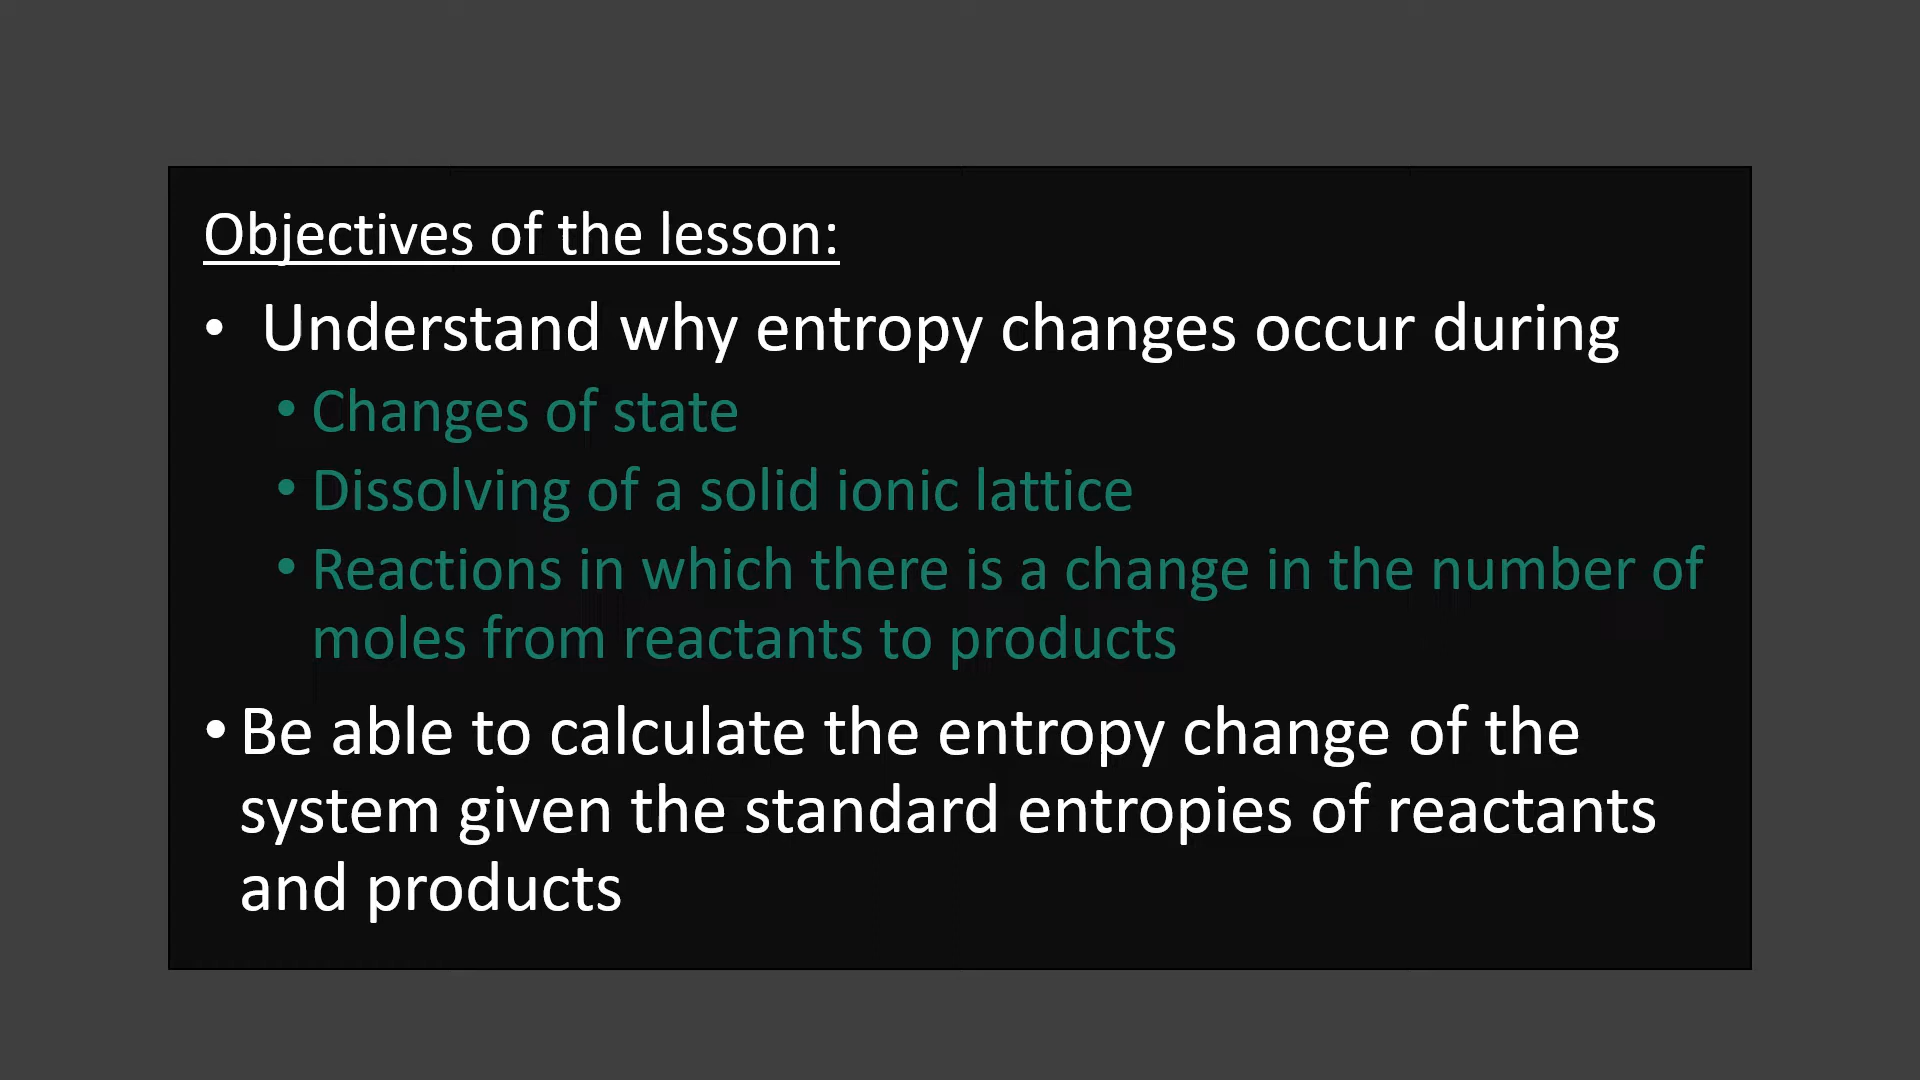 Objectives of the lesson:
• Understand why entropy changes occur during
• Changes of state
• Dissolving of a solid ionic lattice
• Reactions in which there is a change in the number of
moles from reactants to products
• Be able to calculate the entropy change of the
system given the standard entropies of reactants
and products